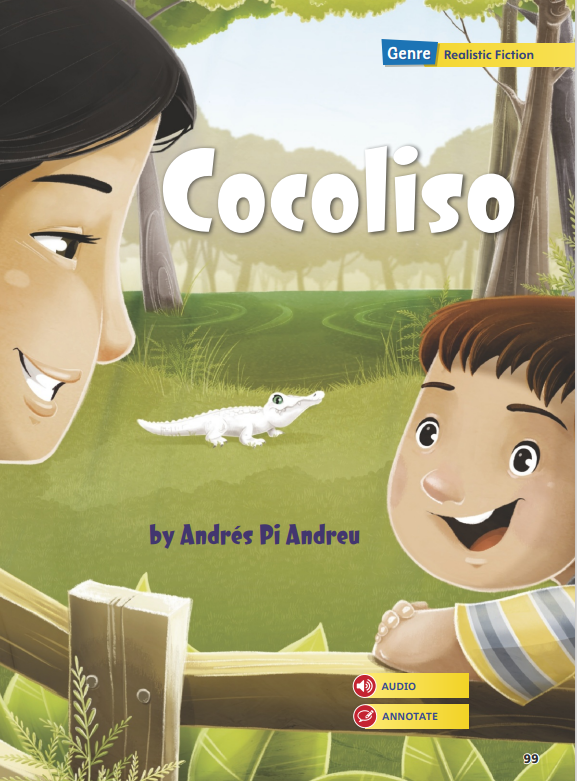 Genre Realistic Fiction
Cocoliso
by Andrés Pi Andreu
AUDIO
ANNOTATE
99